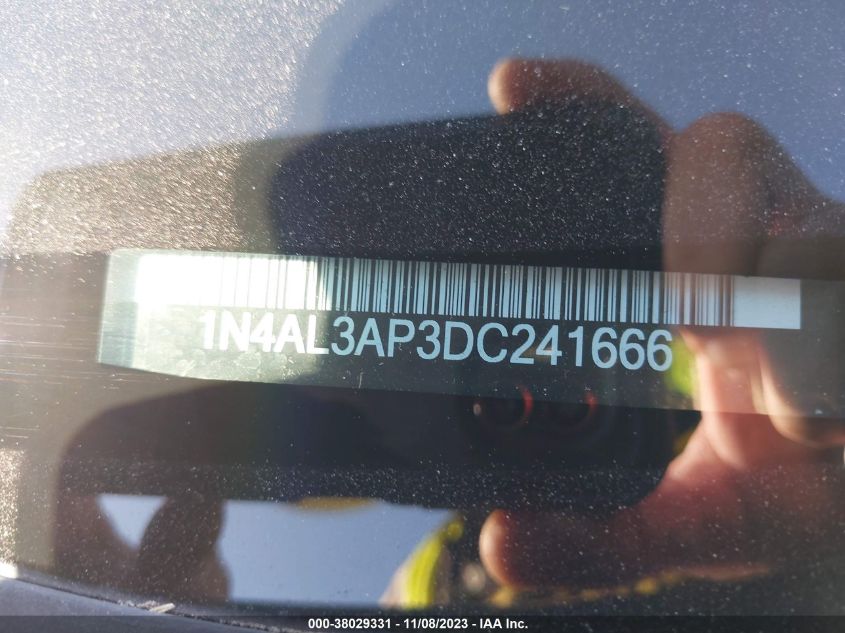 1N4AL3AP3DC241666
000-38029331 - 11/08/2023 - IAA Inc.